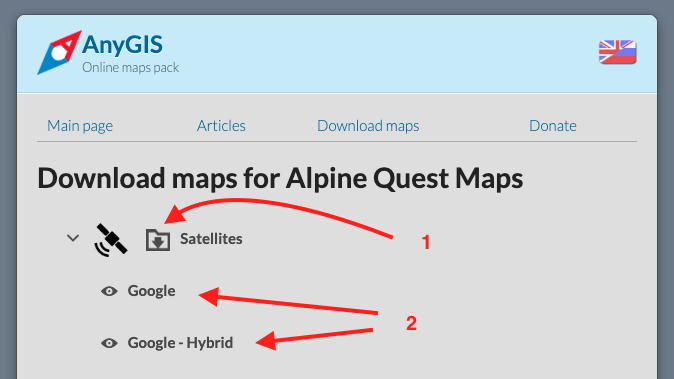 AnyGIS
Online maps pack
Main page Articles Download maps Donate
Download maps for Alpine Quest Maps
Satellites
1
Google
2
Google - Hybrid